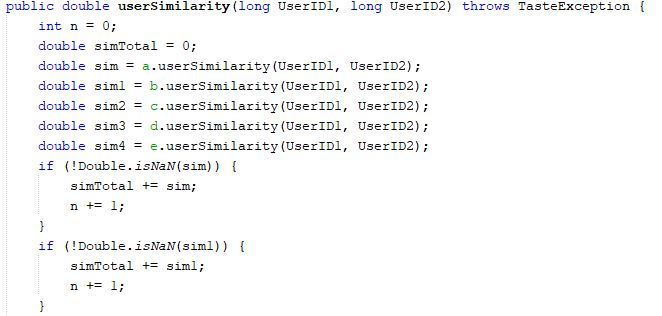 public double userSimilarity(long UserID1, long UserID2) throws TasteException {
    int n = 0;
    double simTotal = 0;
    double sim = a.userSimilarity(UserID1, UserID2);
    double sim1 = b.userSimilarity(UserID1, UserID2);
    double sim2 = c.userSimilarity(UserID1, UserID2);
    double sim3 = d.userSimilarity(UserID1, UserID2);
    double sim4 = e.userSimilarity(UserID1, UserID2);
    if (!Double.isNaN(sim)) {
        simTotal += sim;
        n += 1;
    }
    if (!Double.isNaN(sim1)) {
        simTotal += sim1;
        n += 1;
    }